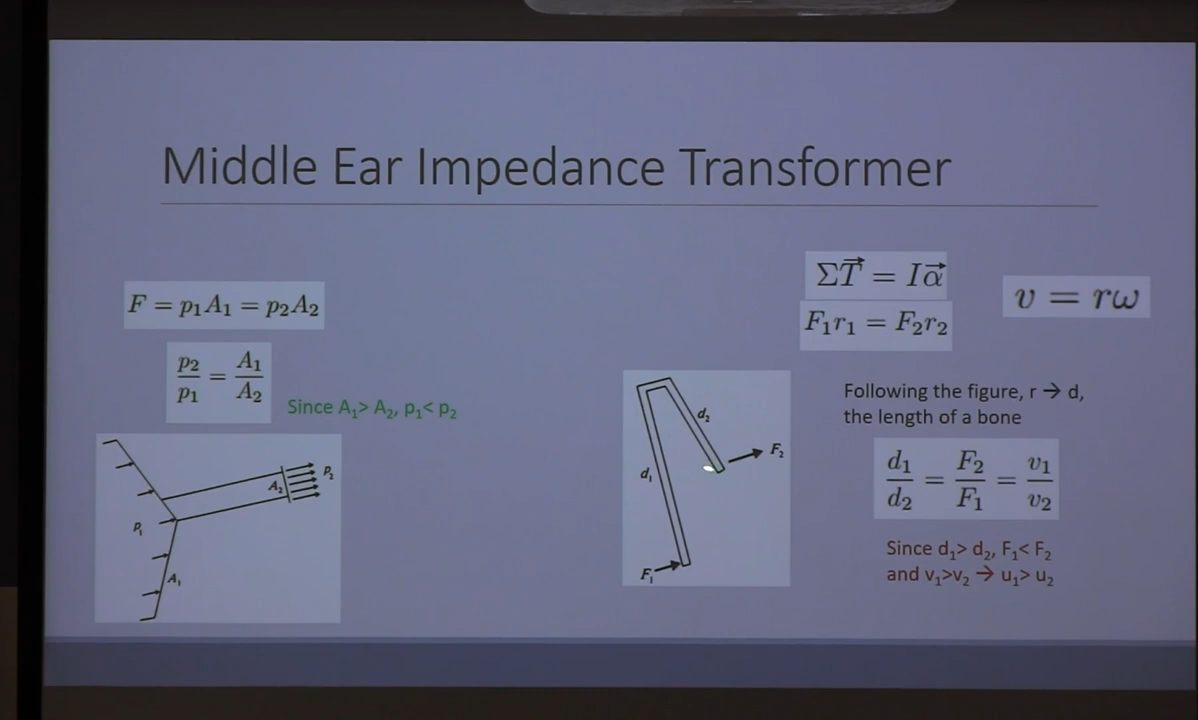 Middle Ear Impedance Transformer
F = p₁A₁ = p₂A₂
p₂/p₁ = A₁/A₂
Since A₁> A₂, p₁< p₂
P₁
A₁
A₂
P₂
ΣT⃗ = Iα⃗
F₁r₁ = F₂r₂
v = rω
d₁
d₂
F₂
F₁
Following the figure, r → d,
the length of a bone
d₁/d₂ = F₂/F₁ = v₁/v₂
Since d₁> d₂, F₁< F₂
and v₁>v₂ → u₁> u₂